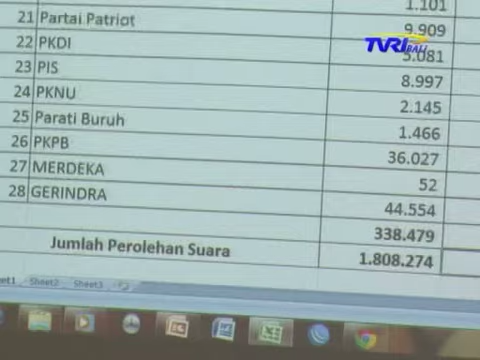 1.101
21 Partai Patriot 9.909
22 PKDI 5.081
23 PIS 8.997
24 PKNU 2.145
25 Parati Buruh 1.466
26 PKPB 36.027
27 MERDEKA 52
28 GERINDRA 44.554
338.479
Jumlah Perolehan Suara 1.808.274
Sheet2 Sheet3
TVRI BALI